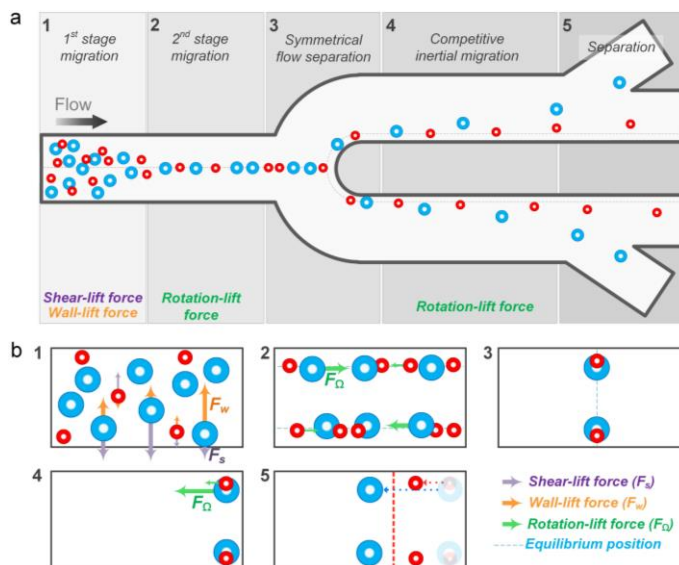 a
1
1st stage
migration
2
2nd stage
migration
3
Symmetrical
flow separation
4
Competitive
inertial migration
5
Separation
Flow
Shear-lift force
Wall-lift force
Rotation-lift
force
Rotation-lift force
b
1
Fw
Fs
2
FΩ
3
4
FΩ
5
Shear-lift force (Fs)
Wall-lift force (Fw)
Rotation-lift force (FΩ)
Equilibrium position